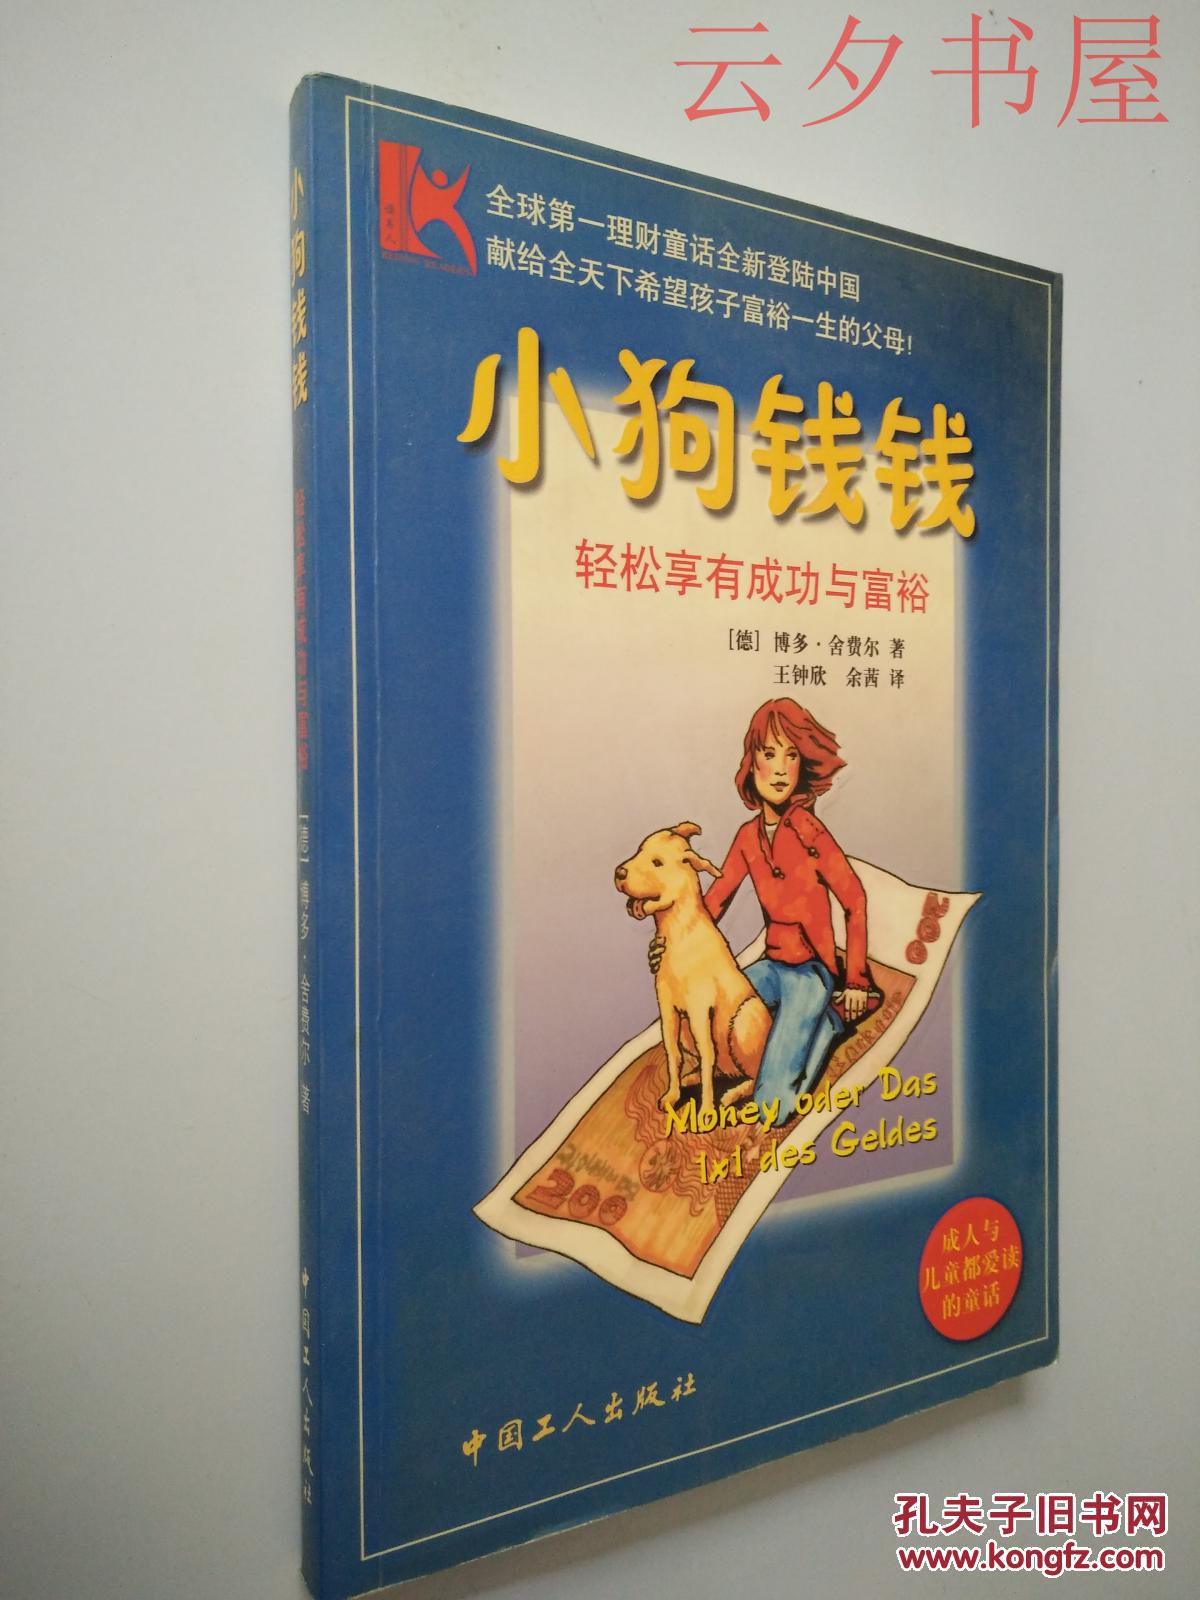 云夕书屋
全球第一理财童话全新登陆中国
献给全天下希望孩子富裕一生的父母！
小狗钱钱
轻松享有成功与富裕
［德］ 博多·舍费尔 著
王钟欣 余茜 译
200
Money oder Das
1x1 des Geldes
200
成人与
儿童都爱读
的童话
中国工人出版社
小狗钱钱 轻松享有成功与富裕 ［德］博多·舍费尔 著 中国工人出版社
孔夫子旧书网
www.kongfz.com